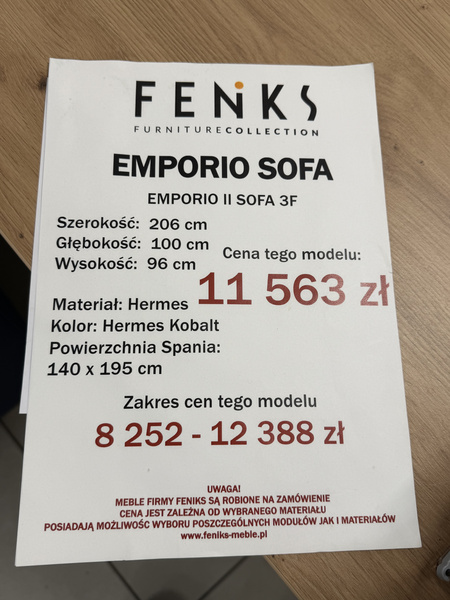 FENIKS
FURNITURECOLLECTION
EMPORIO SOFA
EMPORIO II SOFA 3F
Szerokość: 206 cm
Głębokość: 100 cm
Wysokość: 96 cm
Cena tego modelu:
11 563 zł
Materiał: Hermes
Kolor: Hermes Kobalt
Powierzchnia Spania:
140 x 195 cm
Zakres cen tego modelu
8 252 - 12 388 zł
UWAGA!
MEBLE FIRMY FENIKS SĄ ROBIONE NA ZAMÓWIENIE
CENA JEST ZALEŻNA OD WYBRANEGO MATERIAŁU
POSIADAJĄ MOŻLIWOŚĆ WYBORU POSZCZEGÓLNYCH MODUŁÓW JAK I MATERIAŁÓW
www.feniks-meble.pl